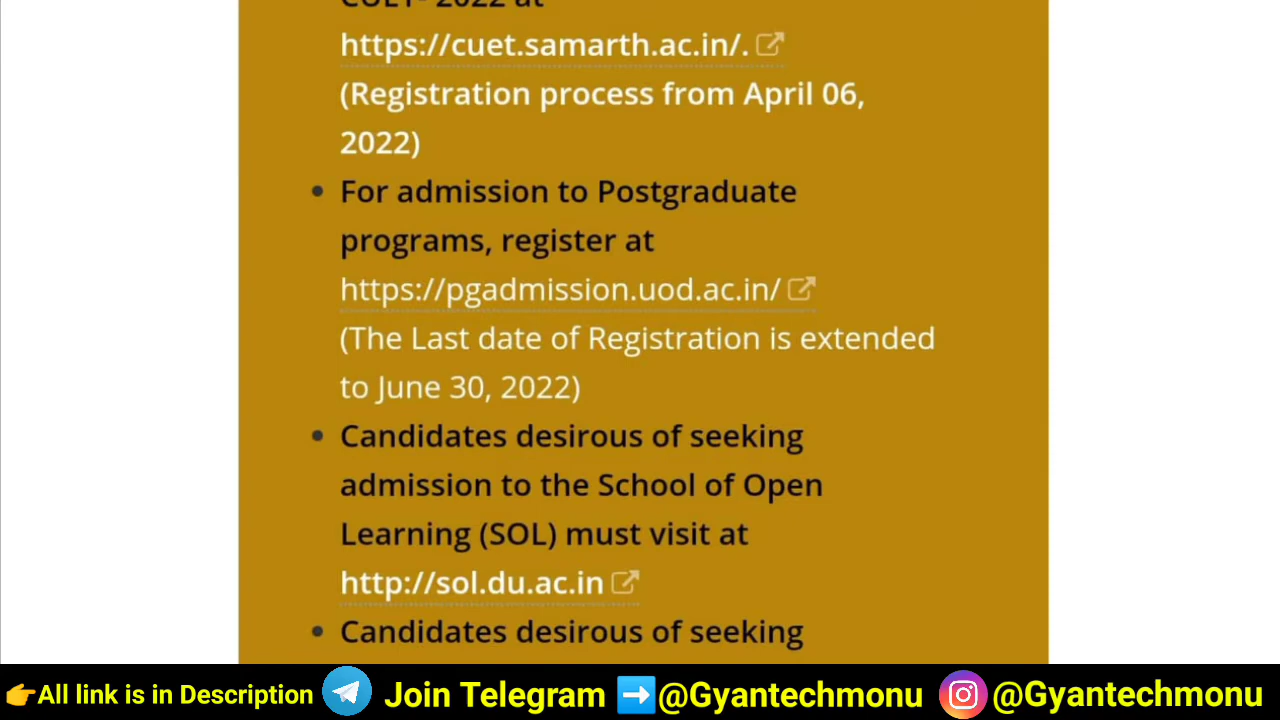 CUET- 2022 at
https://cuet.samarth.ac.in/.
(Registration process from April 06,
2022)
• For admission to Postgraduate
programs, register at
https://pgadmission.uod.ac.in/
(The Last date of Registration is extended
to June 30, 2022)
• Candidates desirous of seeking
admission to the School of Open
Learning (SOL) must visit at
http://sol.du.ac.in
• Candidates desirous of seeking
👉All link is in Description Join Telegram ➡️@Gyantechmonu @Gyantechmonu